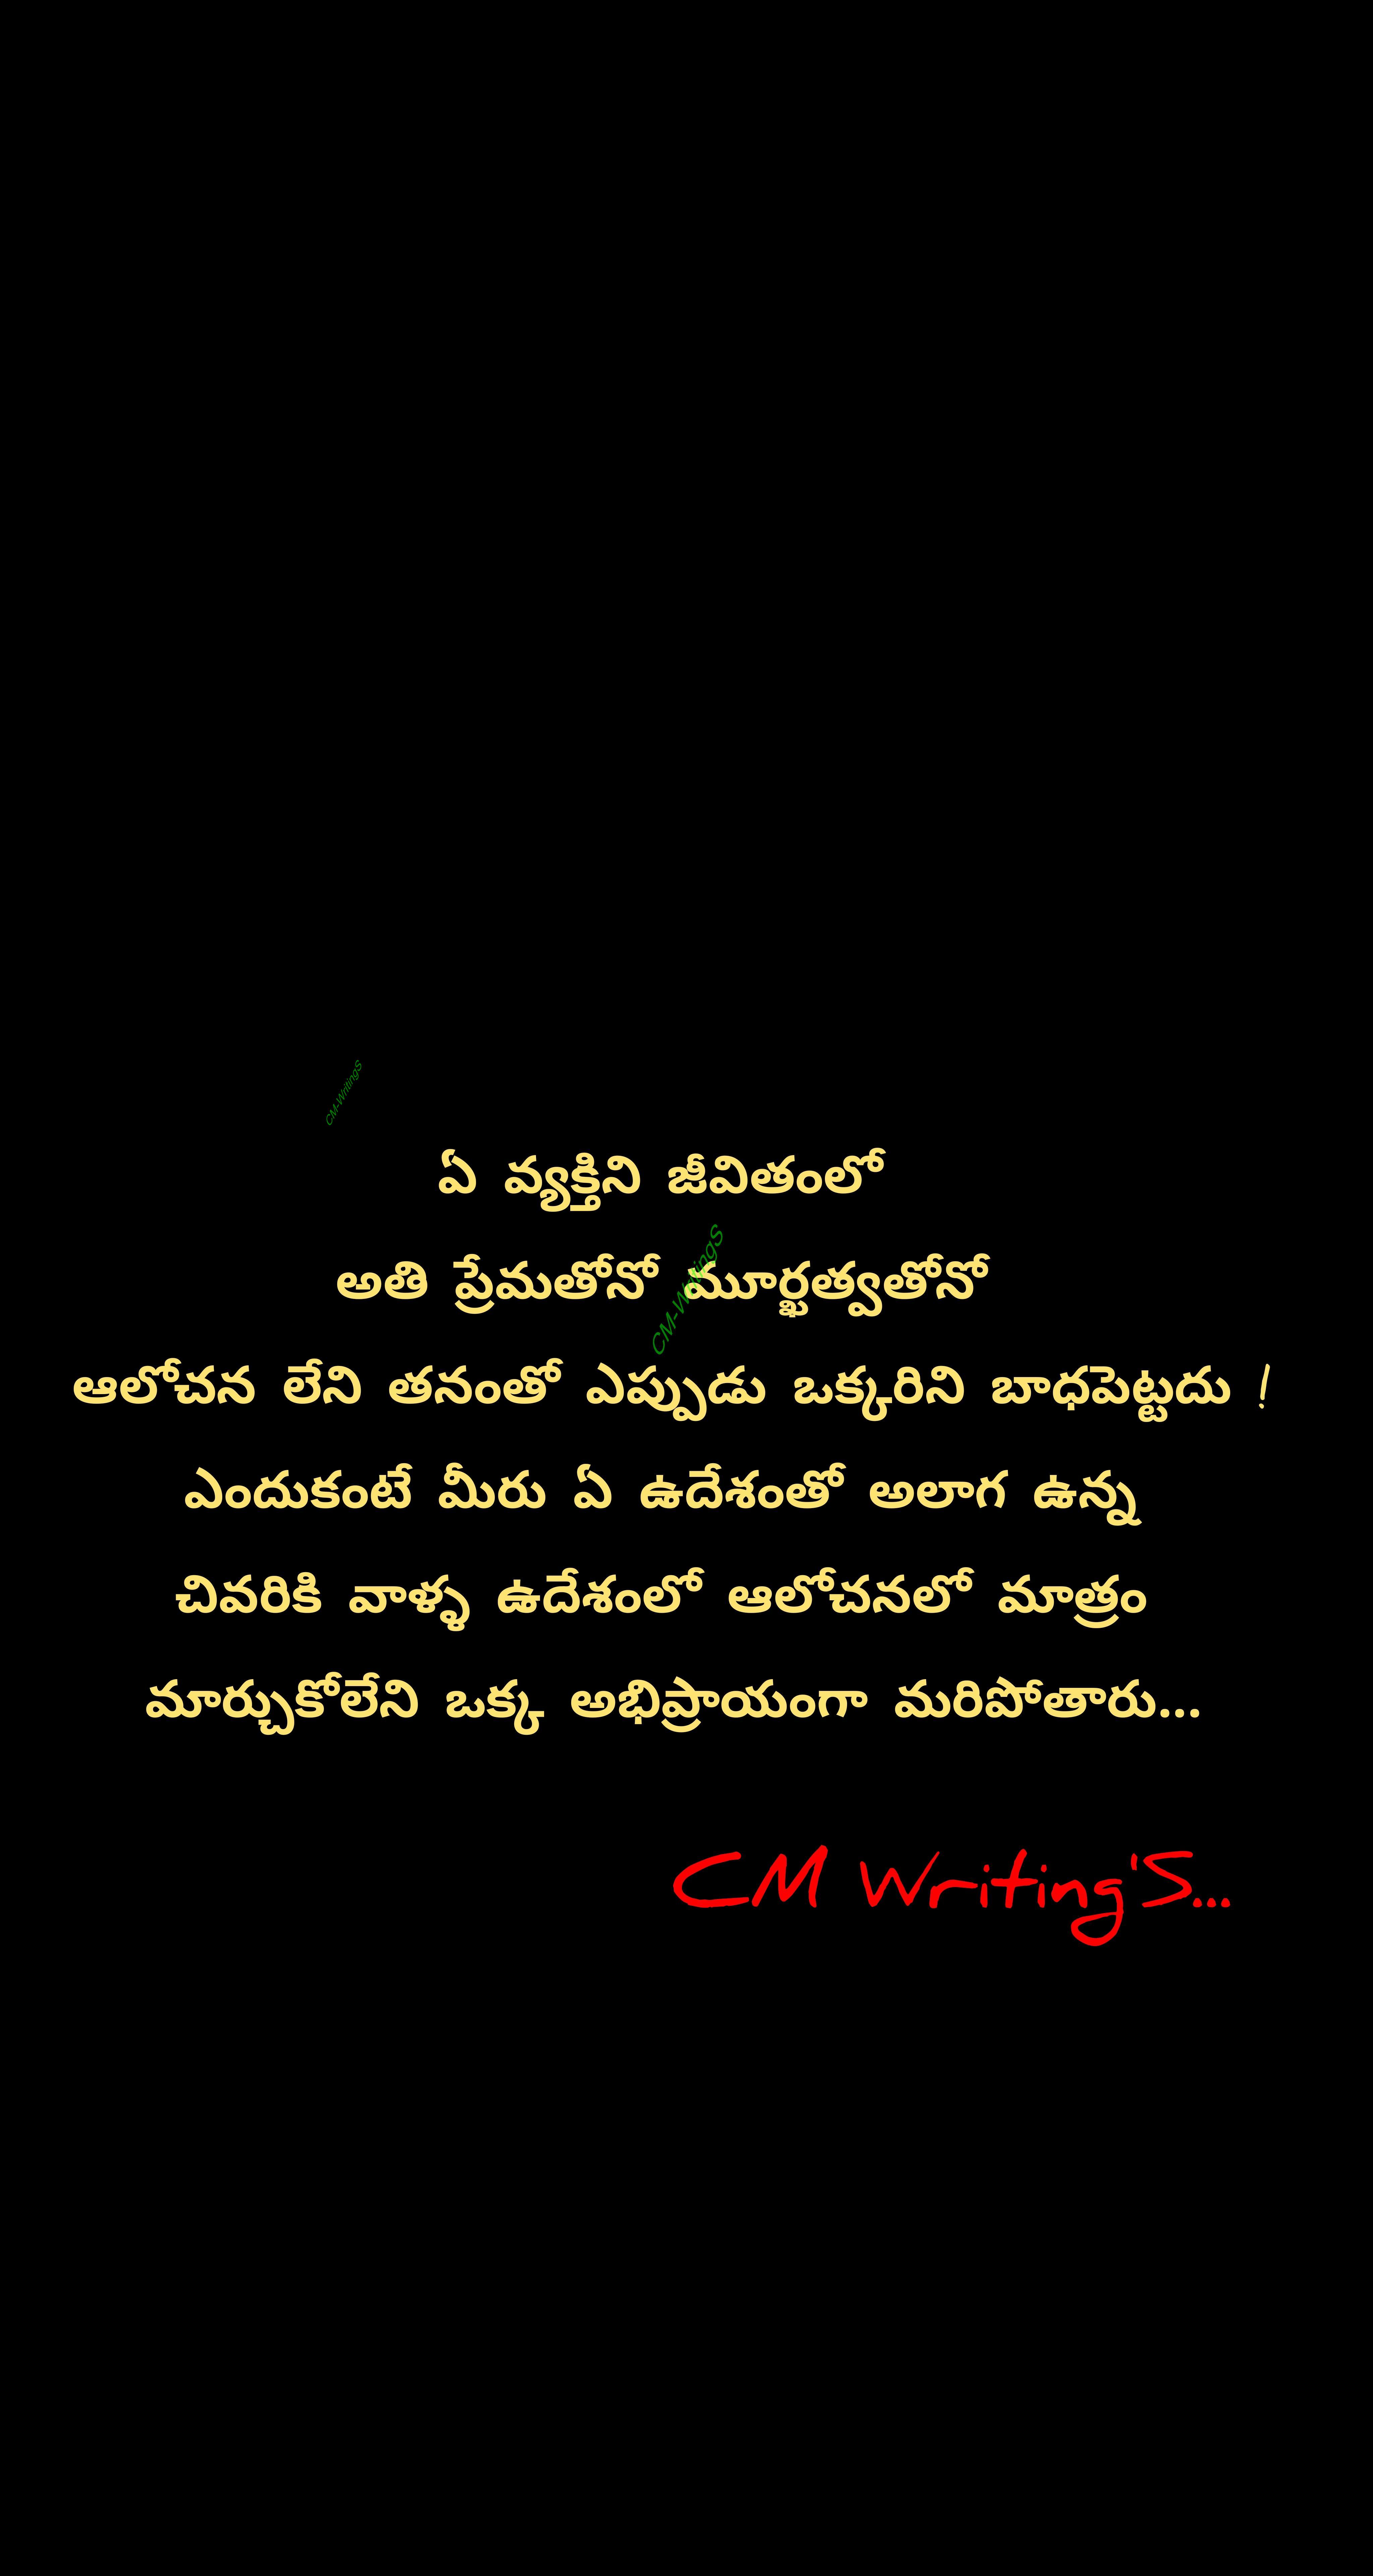 CM-WritingS
ఏ వ్యక్తిని జీవితంలో
అతి ప్రేమతోనో మూర్ఖత్వతోనో
CM-WritingS
ఆలోచన లేని తనంతో ఎప్పుడు ఒక్కరిని బాధపెట్టదు !
ఎందుకంటే మీరు ఏ ఉదేశంతో అలాగ ఉన్న
చివరికి వాళ్ళ ఉదేశంలో ఆలోచనలో మాత్రం
మార్చుకోలేని ఒక్క అభిప్రాయంగా మరిపోతారు...
CM Writing'S...